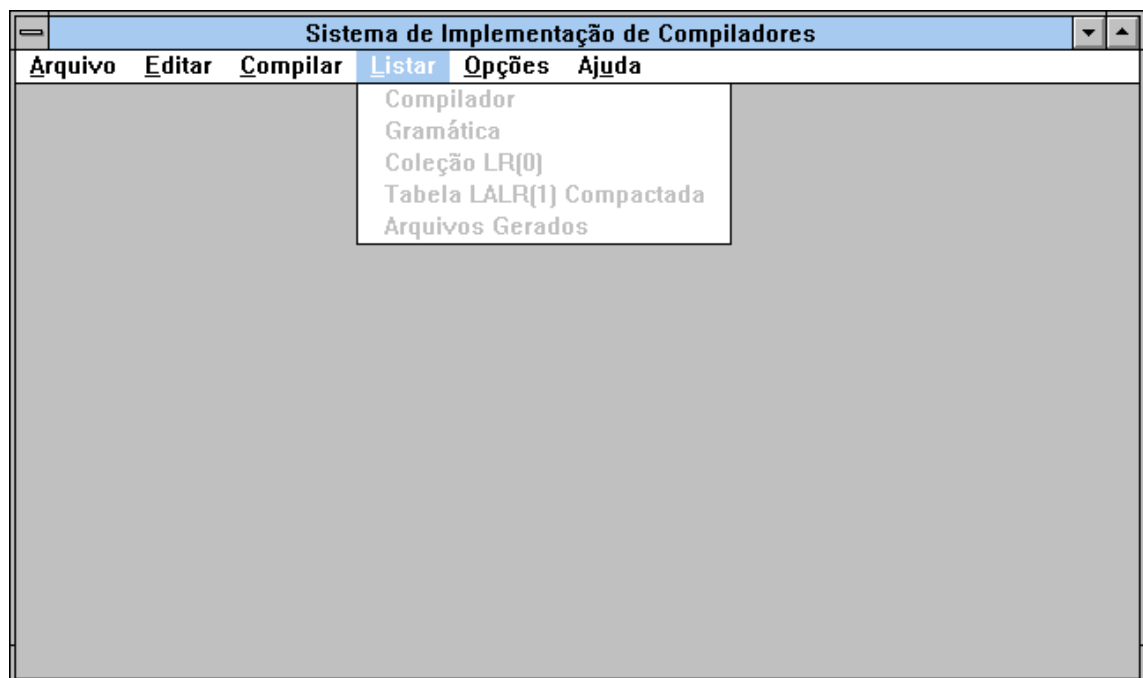 Sistema de Implementação de Compiladores
Arquivo Editar Compilar Listar Opções Ajuda
Compilador
Gramática
Coleção LR(0)
Tabela LALR(1) Compactada
Arquivos Gerados